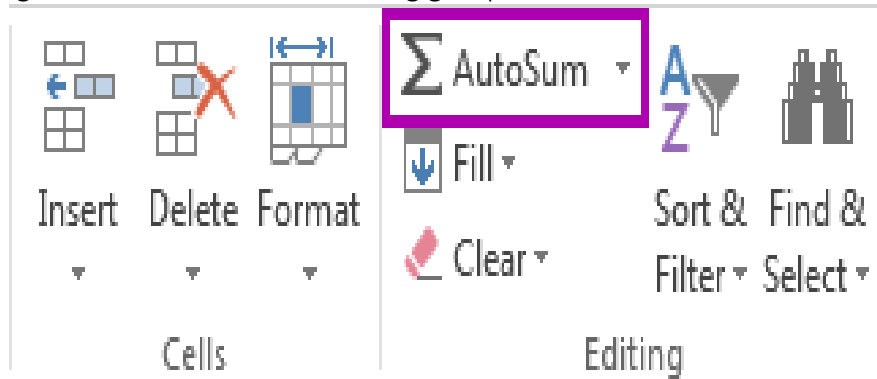 Σ AutoSum
A
Z
Fill
Clear
Insert Delete Format
Sort & Filter
Find & Select
Cells
Editing